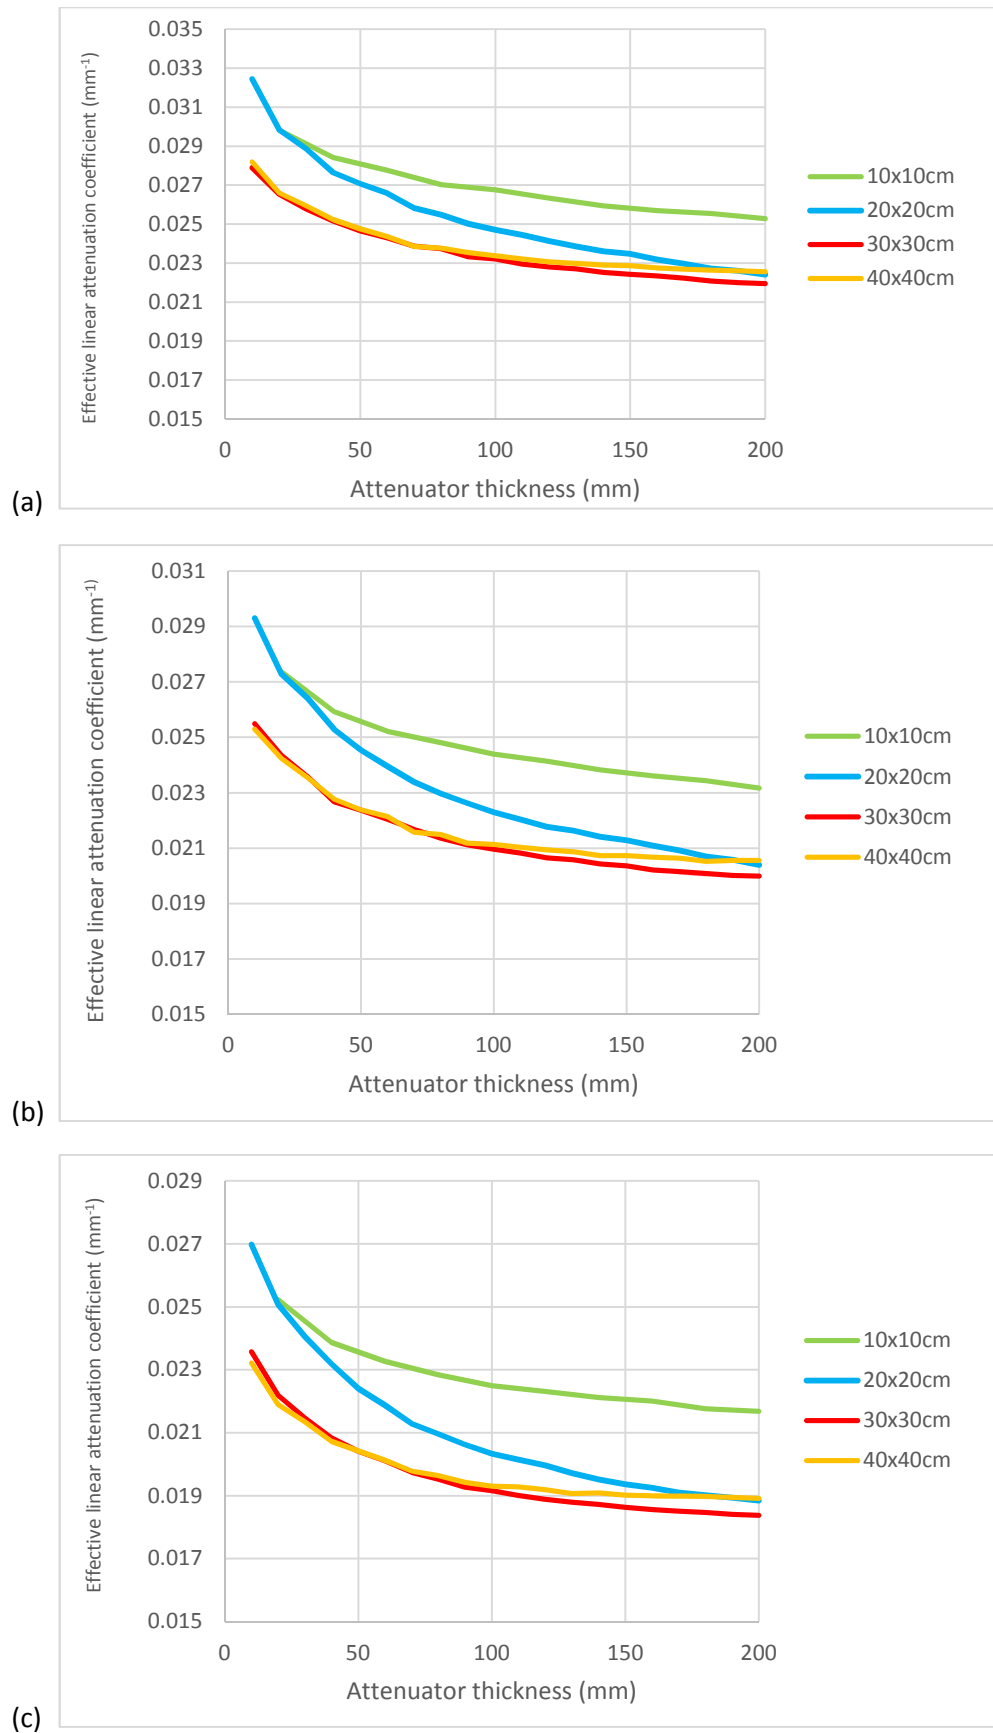 Effective linear attenuation coefficient (mm⁻¹)
0.035
0.033
0.031
0.029
0.027
0.025
0.023
0.021
0.019
0.017
0.015
0 50 100 150 200
Attenuator thickness (mm)
10x10cm
20x20cm
30x30cm
40x40cm
(a)
Effective linear attenuation coefficient (mm⁻¹)
0.031
0.029
0.027
0.025
0.023
0.021
0.019
0.017
0.015
0 50 100 150 200
Attenuator thickness (mm)
10x10cm
20x20cm
30x30cm
40x40cm
(b)
Effective linear attenuation coefficient (mm⁻¹)
0.029
0.027
0.025
0.023
0.021
0.019
0.017
0.015
0 50 100 150 200
Attenuator thickness (mm)
10x10cm
20x20cm
30x30cm
40x40cm
(c)